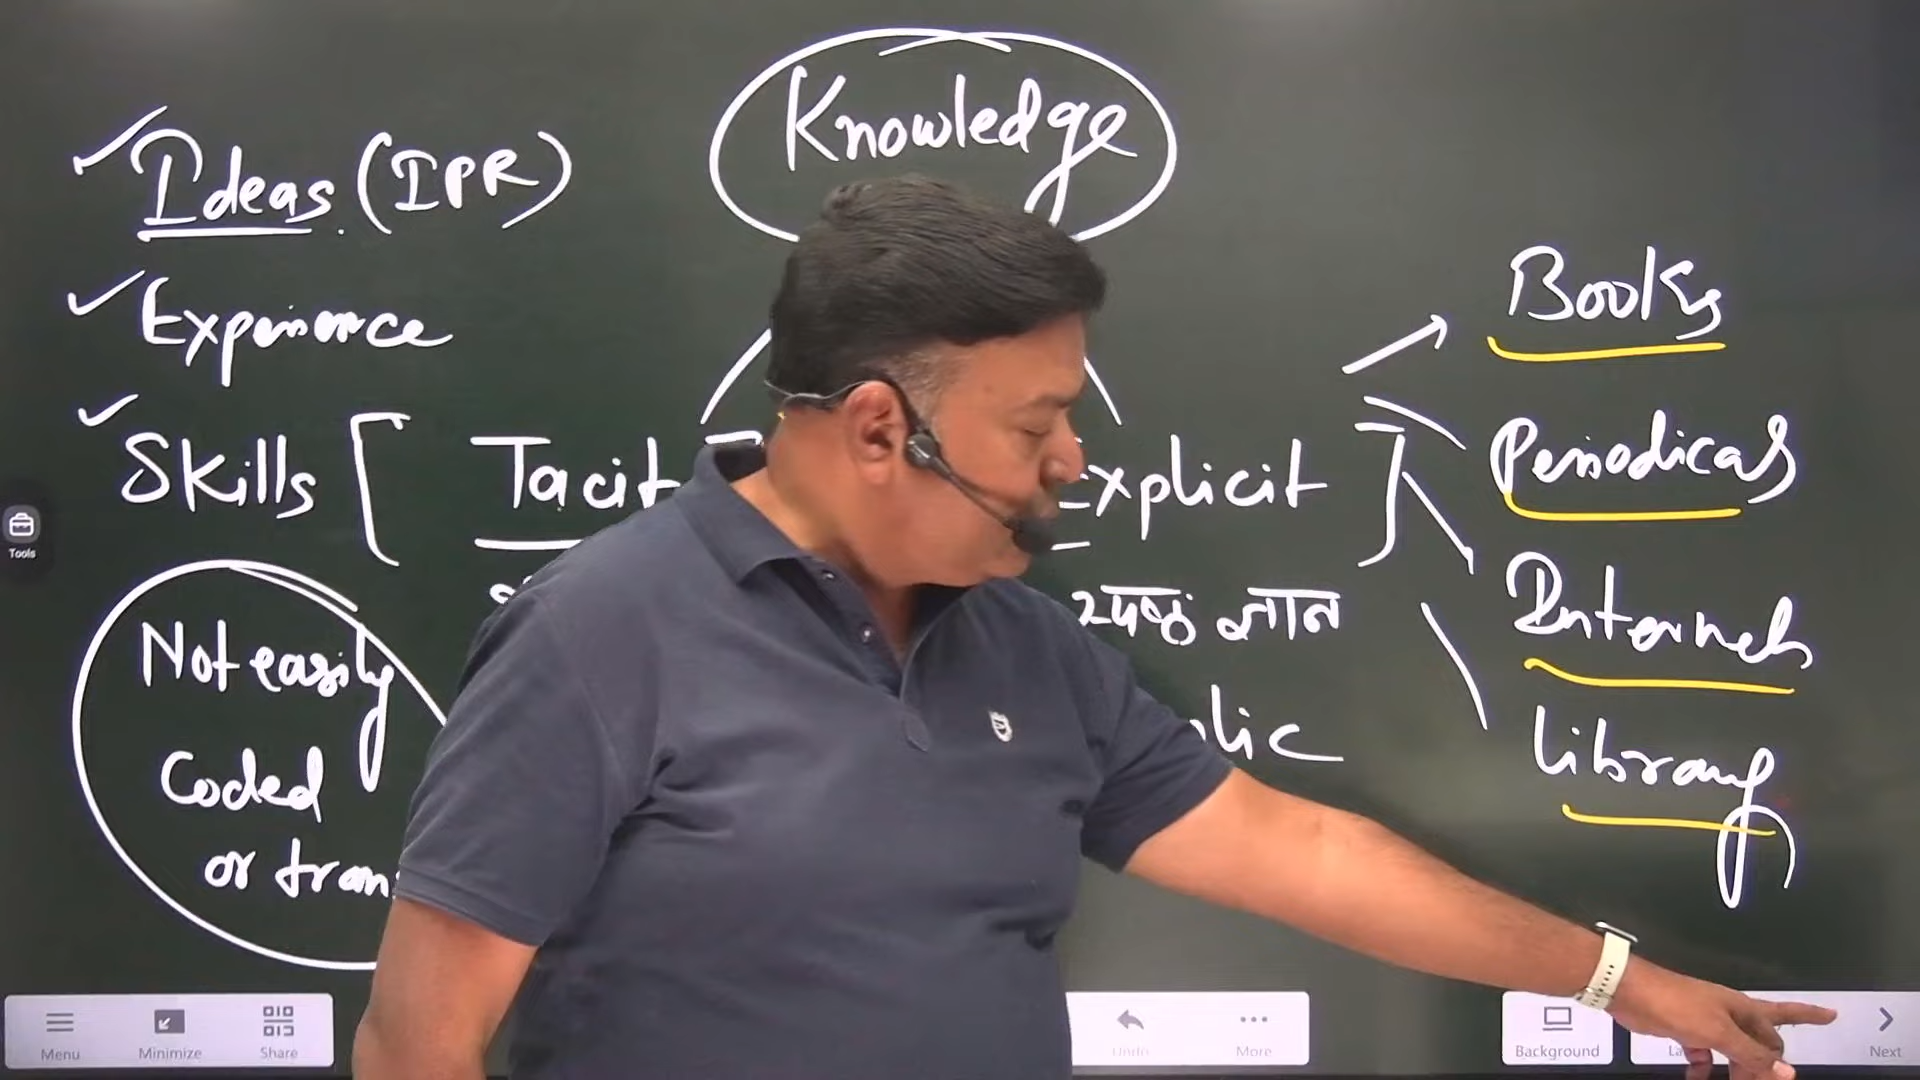 Knowledge
Ideas. (IPR)
Experience
Skills
Tacit
Explicit
स्पष्ट ज्ञान
Not easily
Coded
or tran
Books
Periodicals
Internet
Library
Tools
Menu
Minimize
Share
Undo
More
Background
Next